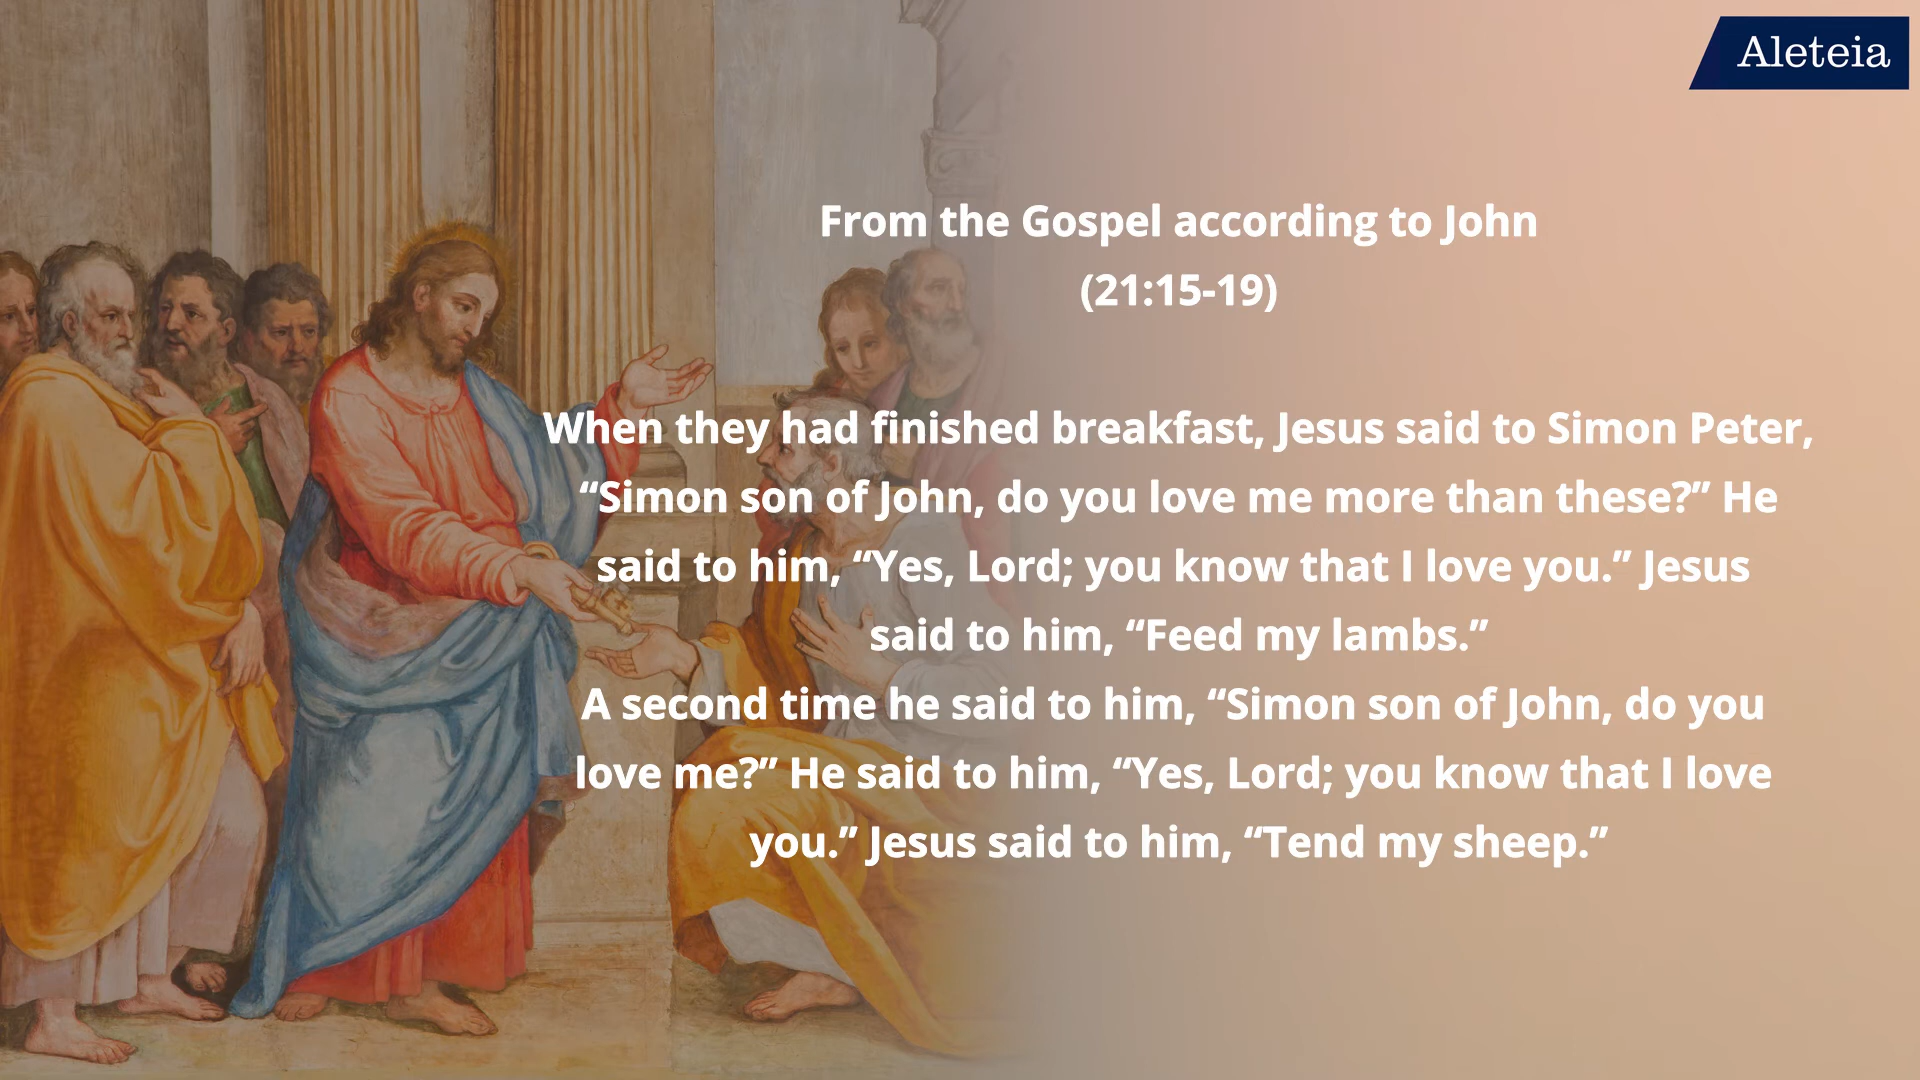 Aleteia
From the Gospel according to John
(21:15-19)
When they had finished breakfast, Jesus said to Simon Peter,
“Simon son of John, do you love me more than these?” He
said to him, “Yes, Lord; you know that I love you.” Jesus
said to him, “Feed my lambs.”
A second time he said to him, “Simon son of John, do you
love me?” He said to him, “Yes, Lord; you know that I love
you.” Jesus said to him, “Tend my sheep.”